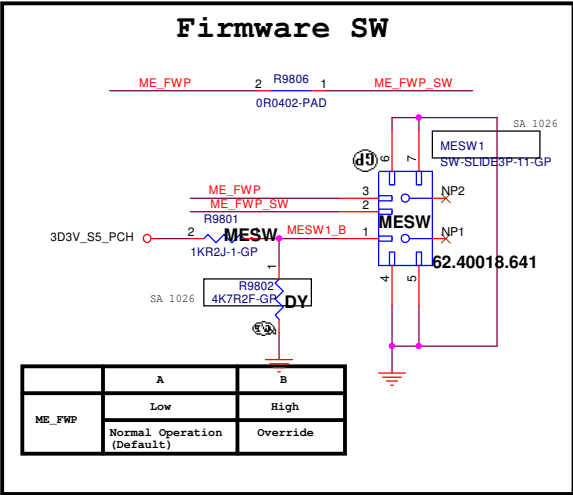 Firmware SW
ME_FWP
2
R9806
1
ME_FWP_SW
0R0402-PAD
SA 1026
MESW1
SW-SLIDE3P-11-GP
GP
6
7
ME_FWP
3
NP2
ME_FWP_SW
2
MESW
3D3V_S5_PCH
2
R9801
MESW
MESW1_B
1
NP1
1KR2J-1-GP
62.40018.641
1
4
5
R9802
4K7R2F-GP
DY
SA 1026
A
B
ME_FWP
Low
High
Normal Operation
(Default)
Override